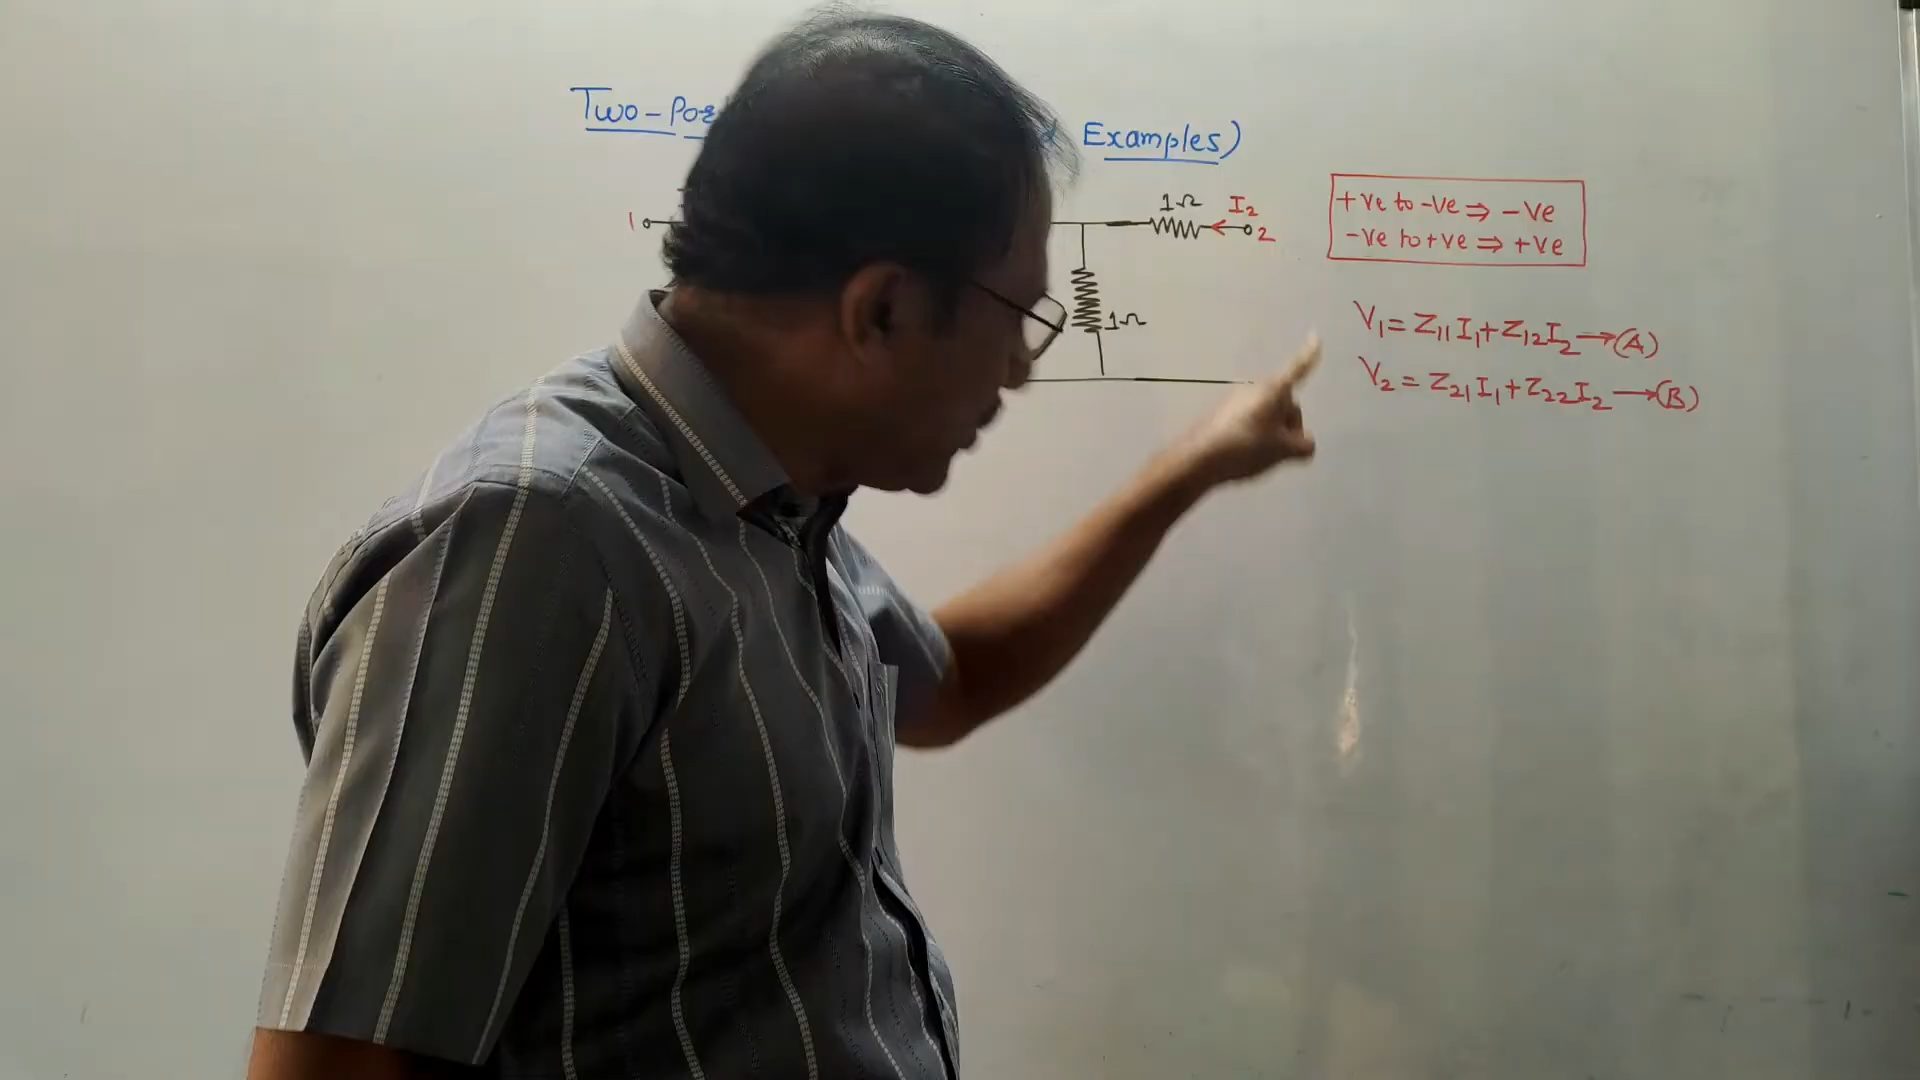 Two-Po Examples)
1
1Ω I2
2
1Ω
+ve to -ve ⇒ -ve
-ve to +ve ⇒ +ve
V1 = Z11 I1 + Z12 I2 → (A)
V2 = Z21 I1 + Z22 I2 → (B)